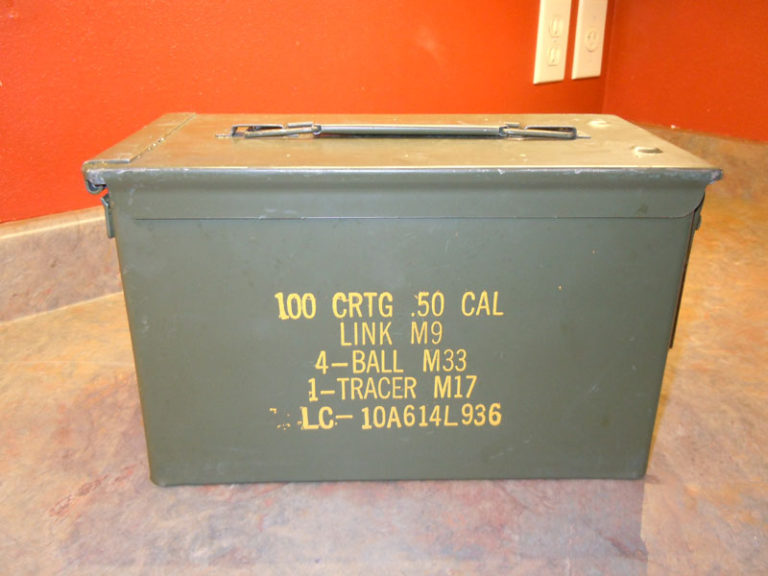 100 CRTG .50 CAL
LINK M9
4-BALL M33
1-TRACER M17
LC-10A614L936